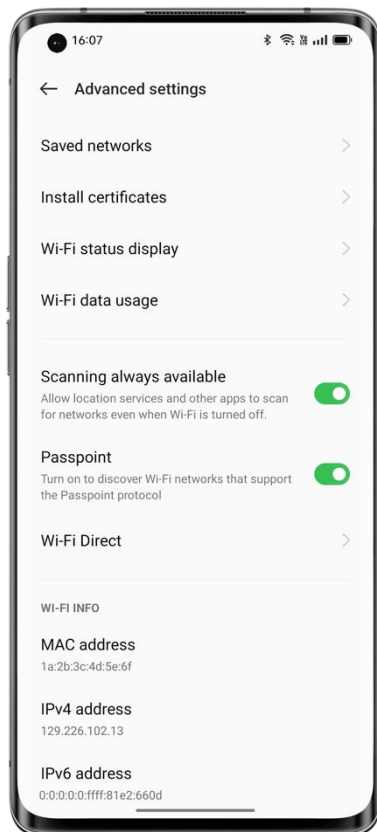 16:07
Advanced settings
Saved networks
Install certificates
Wi-Fi status display
Wi-Fi data usage
Scanning always available
Allow location services and other apps to scan
for networks even when Wi-Fi is turned off.
Passpoint
Turn on to discover Wi-Fi networks that support
the Passpoint protocol
Wi-Fi Direct
WI-FI INFO
MAC address
1a:2b:3c:4d:5e:6f
IPv4 address
129.226.102.13
IPv6 address
0:0:0:0:0:ffff:81e2:660d